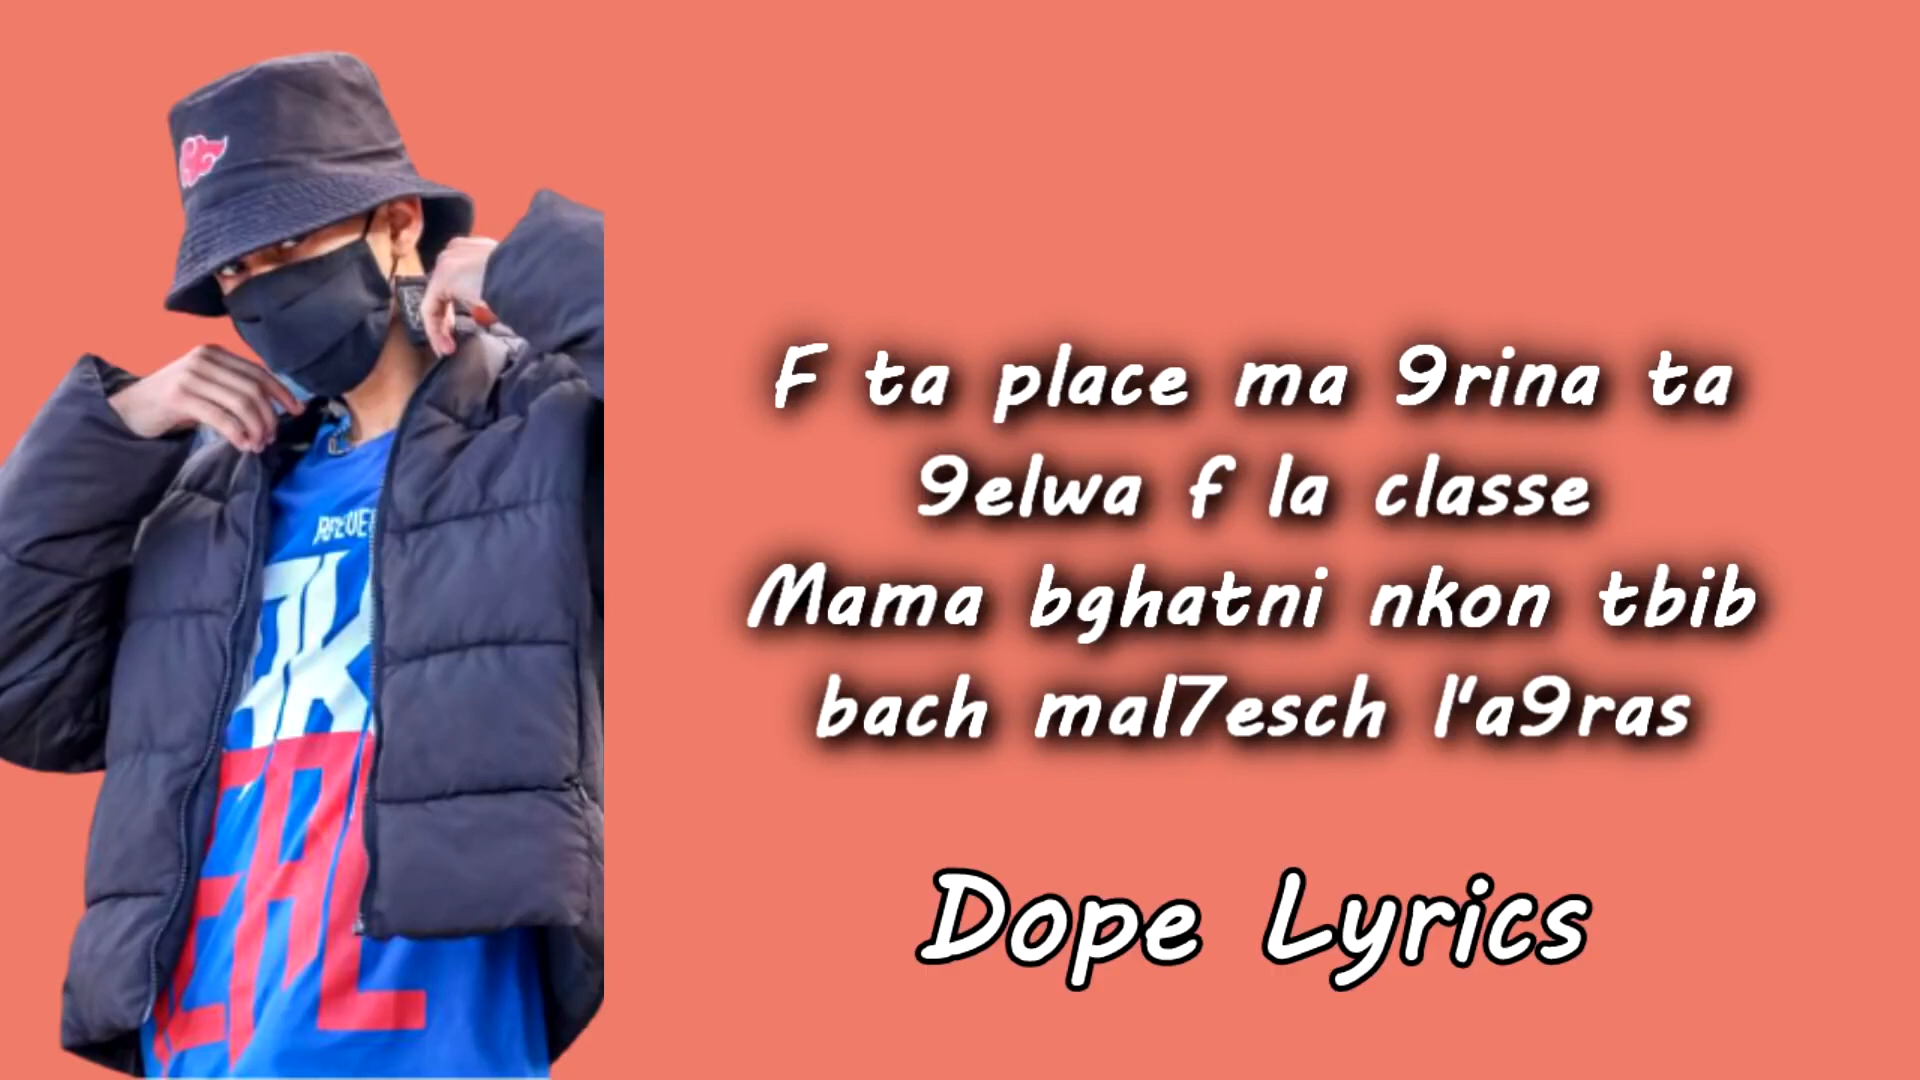 F ta place ma 9rina ta
9elwa f la classe
Mama bghatni nkon tbib
bach mal7esch l'a9ras
Dope Lyrics